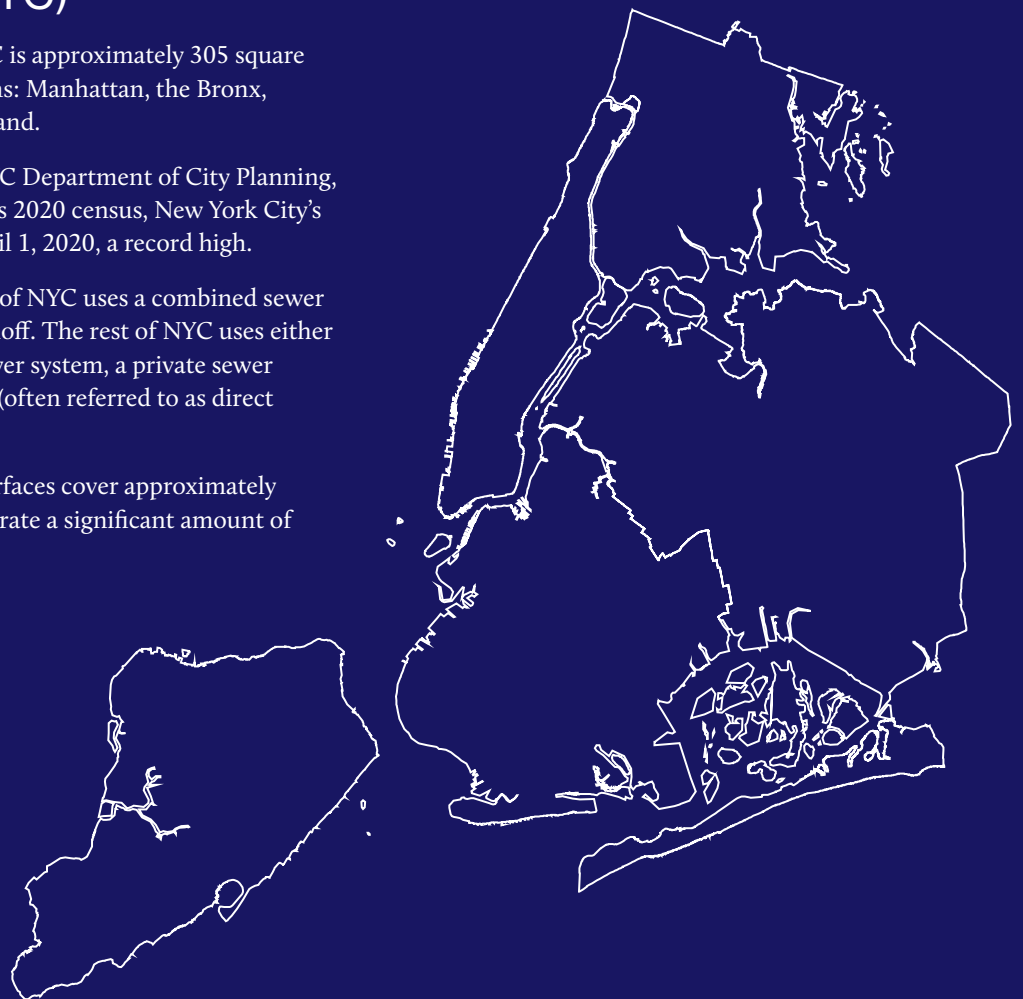 YC)
C is approximately 305 square
ns: Manhattan, the Bronx,
and.
C Department of City Planning,
s 2020 census, New York City's
il 1, 2020, a record high.
of NYC uses a combined sewer
off. The rest of NYC uses either
ver system, a private sewer
(often referred to as direct
rfaces cover approximately
rate a significant amount of